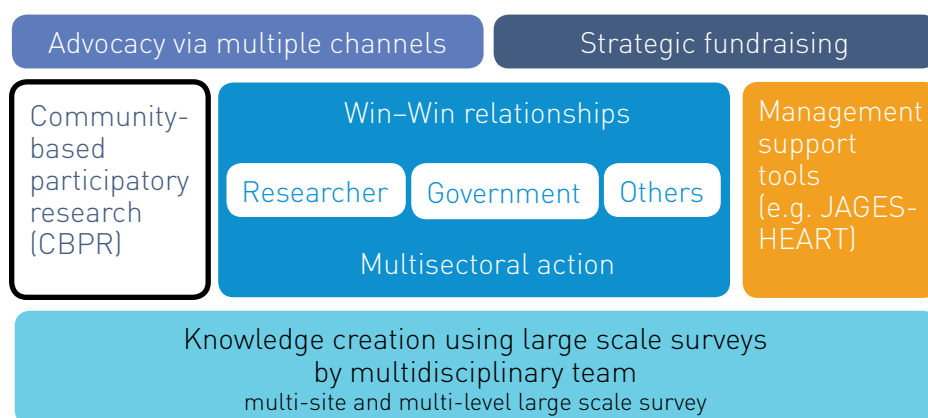 Advocacy via multiple channels
Strategic fundraising
Community-
based
participatory
research
(CBPR)
Win–Win relationships
Researcher
Government
Others
Multisectoral action
Management
support
tools
(e.g. JAGES-
HEART)
Knowledge creation using large scale surveys
by multidisciplinary team
multi-site and multi-level large scale survey